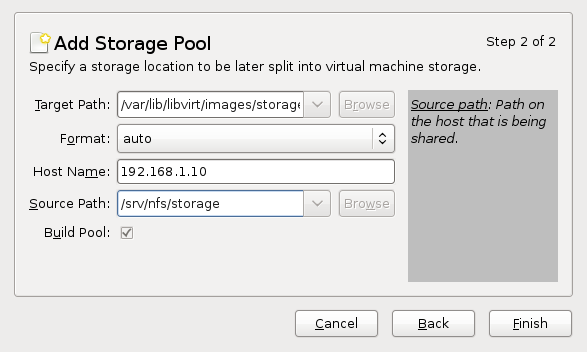 Add Storage Pool
Step 2 of 2
Specify a storage location to be later split into virtual machine storage.
Target Path: /var/lib/libvirt/images/storage Browse
Format: auto
Host Name: 192.168.1.10
Source Path: /srv/nfs/storage Browse
Build Pool:
Source path: Path on
the host that is being
shared.
Cancel Back Finish